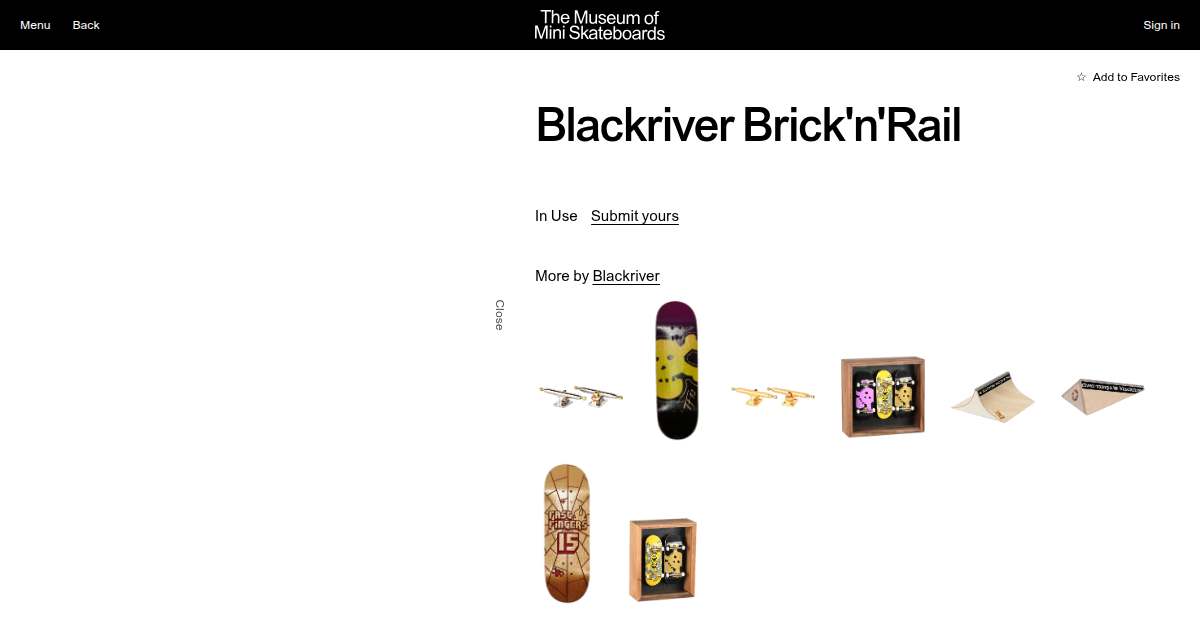 Menu
Back
The Museum of
Mini Skateboards
Sign in
☆ Add to Favorites
Blackriver Brick'n'Rail
In Use
Submit yours
More by Blackriver
Close
FAST
FINGERS
15